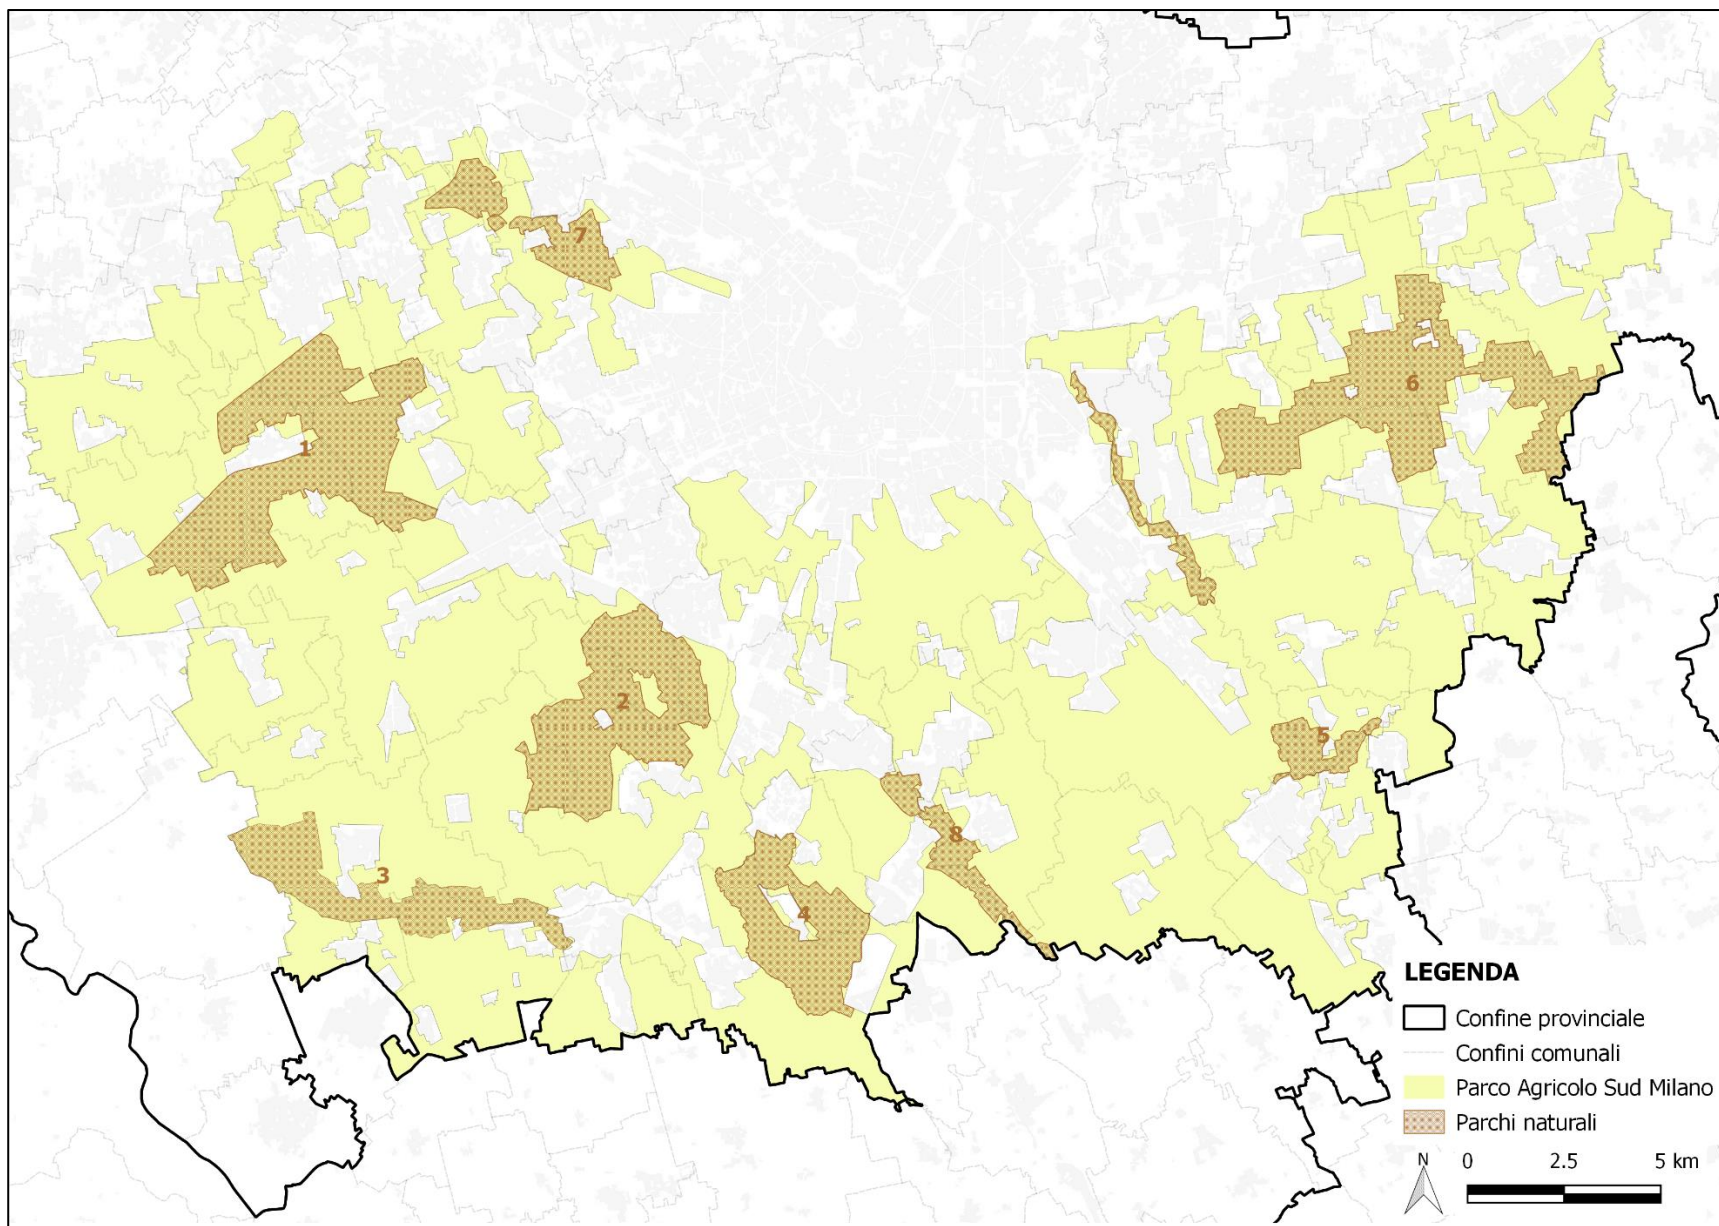 7
6
1
2
5
8
3
4
LEGENDA
Confine provinciale
Confini comunali
Parco Agricolo Sud Milano
Parchi naturali
N
0 2.5 5 km